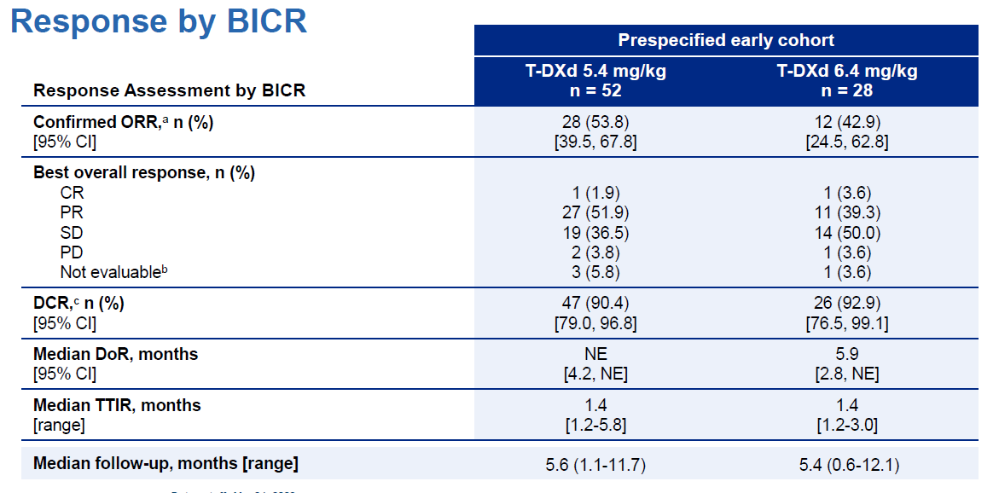 Response by BICR
Prespecified early cohort
Response Assessment by BICR T-DXd 5.4 mg/kg n = 52 T-DXd 6.4 mg/kg n = 28
Confirmed ORR,ᵃ n (%) 28 (53.8) 12 (42.9)
[95% CI] [39.5, 67.8] [24.5, 62.8]
Best overall response, n (%)
CR 1 (1.9) 1 (3.6)
PR 27 (51.9) 11 (39.3)
SD 19 (36.5) 14 (50.0)
PD 2 (3.8) 1 (3.6)
Not evaluableᵇ 3 (5.8) 1 (3.6)
DCR,ᶜ n (%) 47 (90.4) 26 (92.9)
[95% CI] [79.0, 96.8] [76.5, 99.1]
Median DoR, months NE 5.9
[95% CI] [4.2, NE] [2.8, NE]
Median TTIR, months 1.4 1.4
[range] [1.2-5.8] [1.2-3.0]
Median follow-up, months [range] 5.6 (1.1-11.7) 5.4 (0.6-12.1)